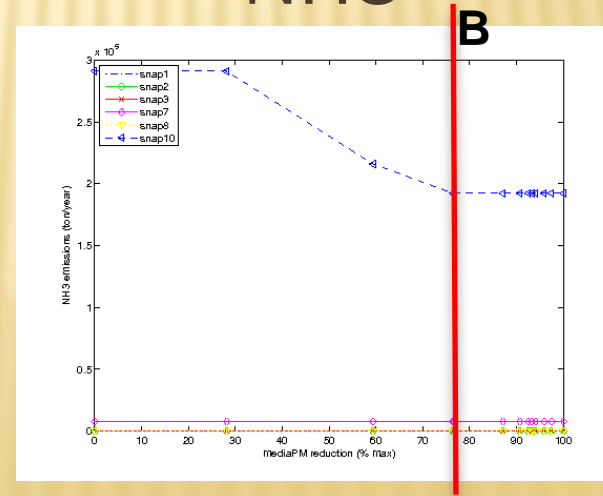 NH3
B
x 10^5
snap1
snap2
snap3
snap7
snap8
snap10
3
2.5
2
1.5
1
0.5
0
NH3 emissions (ton/year)
0 10 20 30 40 50 60 70 80 90 100
mediaPM reduction (% max)